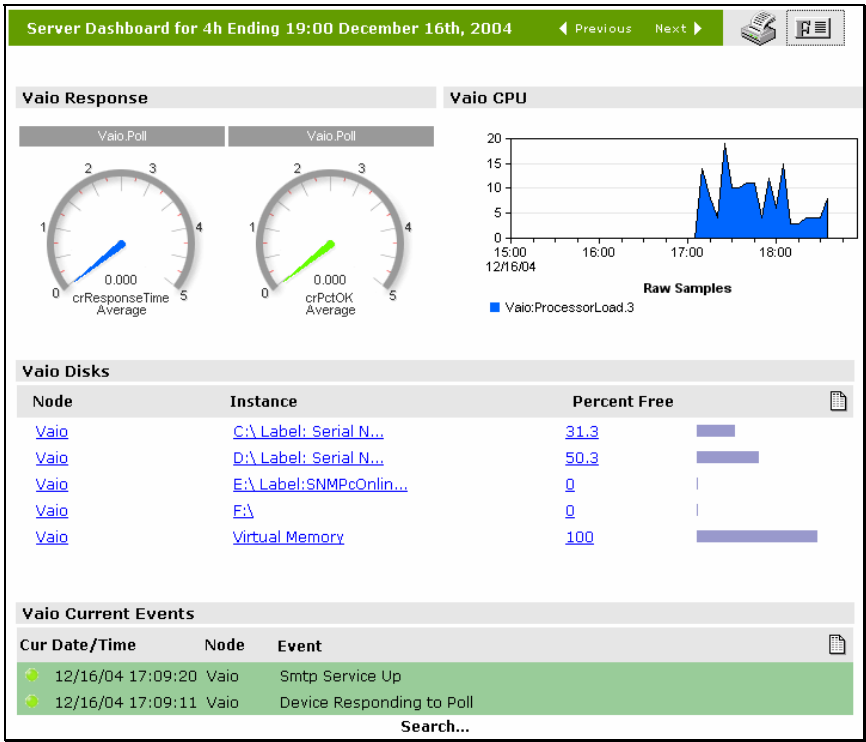 Server Dashboard for 4h Ending 19:00 December 16th, 2004 Previous Next
F
Vaio Response
Vaio.Poll Vaio.Poll
0 1 2 3 4 5
0.000
crResponseTime
Average
0 1 2 3 4 5
0.000
crPctOK
Average
Vaio CPU
20
15
10
5
0
15:00 16:00 17:00 18:00
12/16/04
Raw Samples
Vaio:ProcessorLoad.3
Vaio Disks
Node Instance Percent Free
Vaio C:\ Label: Serial N... 31.3
Vaio D:\ Label: Serial N... 50.3
Vaio E:\ Label:SNMPcOnlin... 0
Vaio F:\ 0
Vaio Virtual Memory 100
Vaio Current Events
Cur Date/Time Node Event
12/16/04 17:09:20 Vaio Smtp Service Up
12/16/04 17:09:11 Vaio Device Responding to Poll
Search...